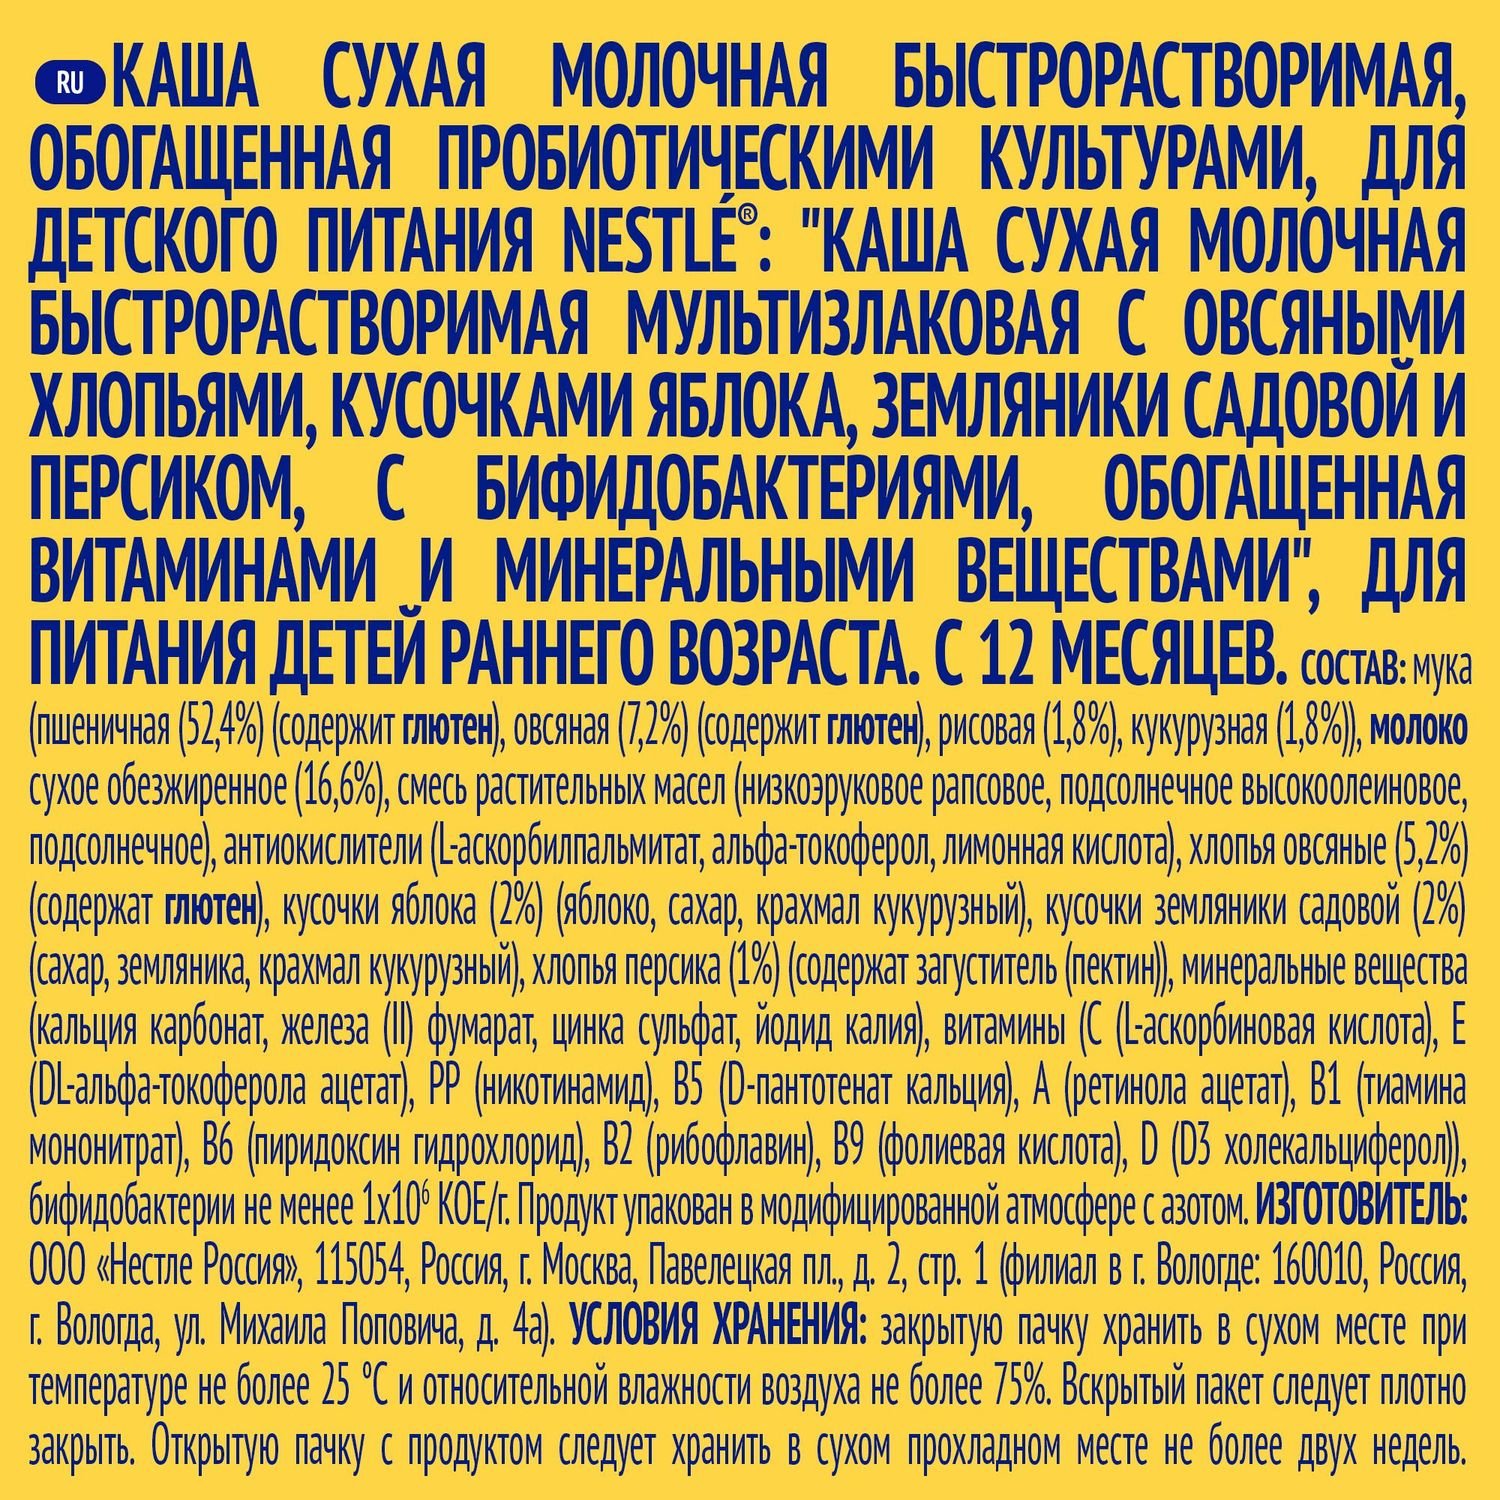 RU КАША СУХАЯ МОЛОЧНАЯ БЫСТРОРАСТВОРИМАЯ,
ОБОГАЩЕННАЯ ПРОБИОТИЧЕСКИМИ КУЛЬТУРАМИ, ДЛЯ
ДЕТСКОГО ПИТАНИЯ NESTLÉ®: "КАША СУХАЯ МОЛОЧНАЯ
БЫСТРОРАСТВОРИМАЯ МУЛЬТИЗЛАКОВАЯ С ОВСЯНЫМИ
ХЛОПЬЯМИ, КУСОЧКАМИ ЯБЛОКА, ЗЕМЛЯНИКИ САДОВОЙ И
ПЕРСИКОМ, С БИФИДОБАКТЕРИЯМИ, ОБОГАЩЕННАЯ
ВИТАМИНАМИ И МИНЕРАЛЬНЫМИ ВЕЩЕСТВАМИ", ДЛЯ
ПИТАНИЯ ДЕТЕЙ РАННЕГО ВОЗРАСТА. С 12 МЕСЯЦЕВ. СОСТАВ: мука
(пшеничная (52,4%) (содержит глютен), овсяная (7,2%) (содержит глютен), рисовая (1,8%), кукурузная (1,8%)), молоко
сухое обезжиренное (16,6%), смесь растительных масел (низкоэруковое рапсовое, подсолнечное высокоолеиновое,
подсолнечное), антиокислители (L-аскорбилпальмитат, альфа-токоферол, лимонная кислота), хлопья овсяные (5,2%)
(содержат глютен), кусочки яблока (2%) (яблоко, сахар, крахмал кукурузный), кусочки земляники садовой (2%)
(сахар, земляника, крахмал кукурузный), хлопья персика (1%) (содержат загуститель (пектин)), минеральные вещества
(кальция карбонат, железа (II) фумарат, цинка сульфат, йодид калия), витамины (C (L-аскорбиновая кислота), E
(DL-альфа-токоферола ацетат), PP (никотинамид), B5 (D-пантотенат кальция), A (ретинола ацетат), B1 (тиамина
мононитрат), B6 (пиридоксин гидрохлорид), B2 (рибофлавин), B9 (фолиевая кислота), D (D3 холекальциферол)),
бифидобактерии не менее 1x10⁶ КОЕ/г. Продукт упакован в модифицированной атмосфере с азотом. ИЗГОТОВИТЕЛЬ:
ООО «Нестле Россия», 115054, Россия, г. Москва, Павелецкая пл., д. 2, стр. 1 (филиал в г. Вологде: 160010, Россия,
г. Вологда, ул. Михаила Поповича, д. 4а). УСЛОВИЯ ХРАНЕНИЯ: закрытую пачку хранить в сухом месте при
температуре не более 25 °С и относительной влажности воздуха не более 75%. Вскрытый пакет следует плотно
закрыть. Открытую пачку с продуктом следует хранить в сухом прохладном месте не более двух недель.